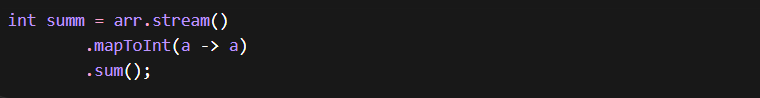 int summ = arr.stream()
        .mapToInt(a -> a)
        .sum();